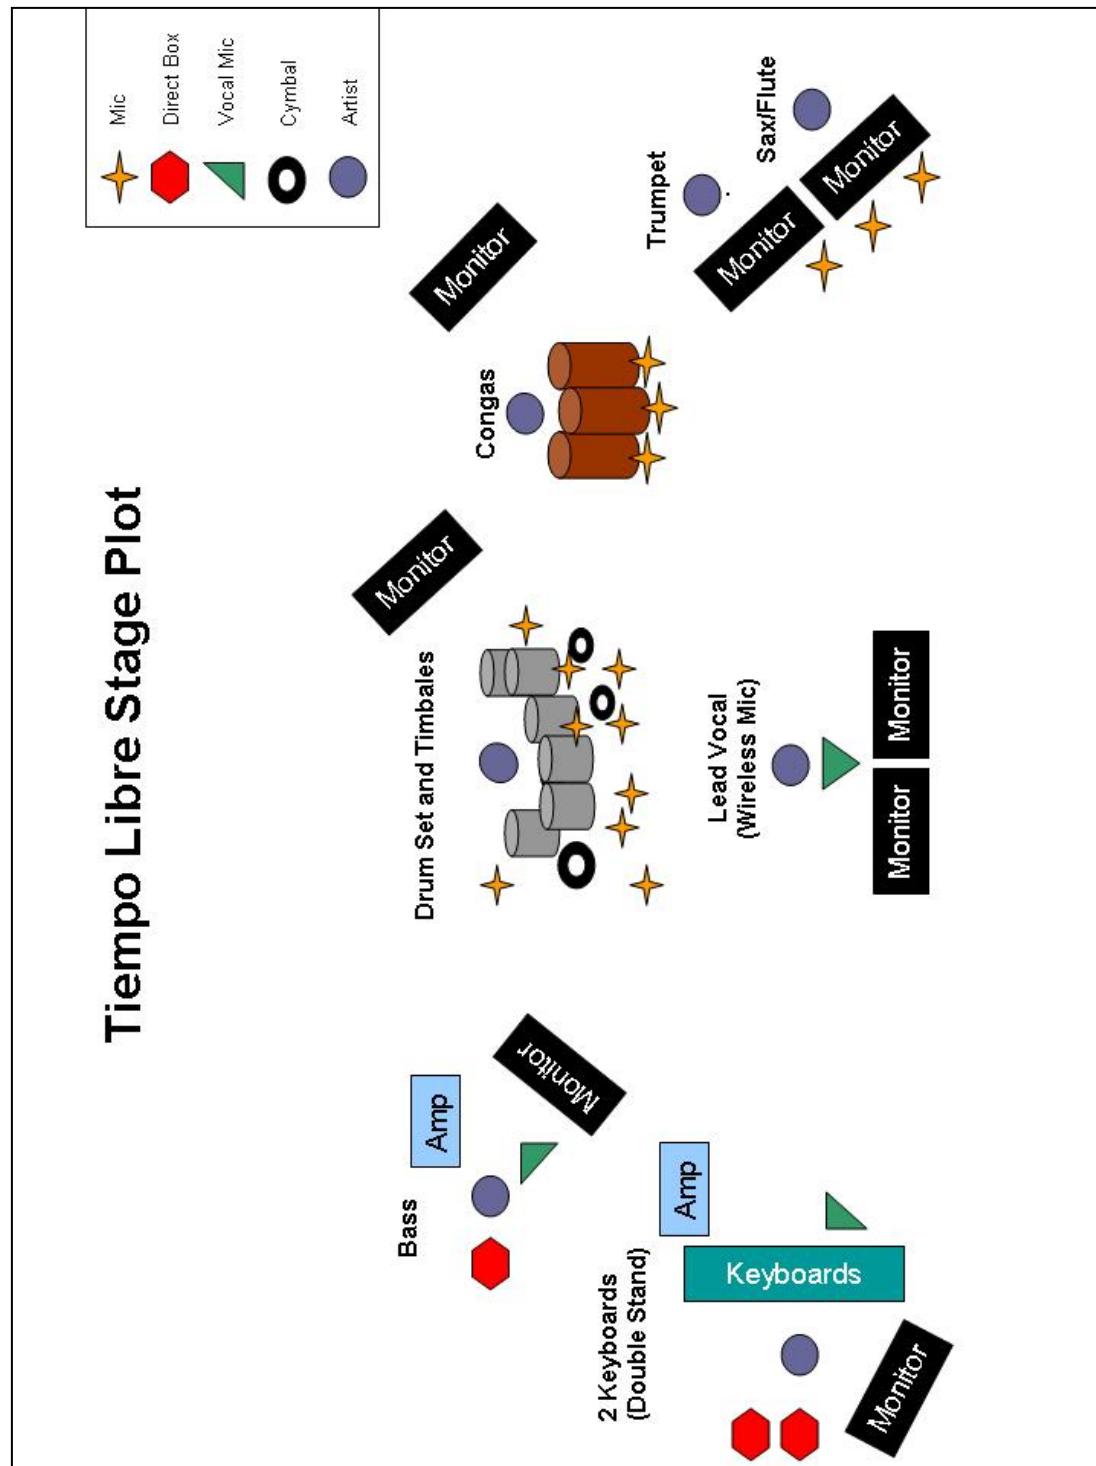 Tiempo Libre Stage Plot
Mic
Direct Box
Vocal Mic
Cymbal
Artist
Bass
Amp
Monitor
Drum Set and Timbales
Monitor
Congas
Monitor
Trumpet
Sax/Flute
Monitor
Monitor
2 Keyboards
(Double Stand)
Amp
Keyboards
Monitor
Lead Vocal
(Wireless Mic)
Monitor
Monitor